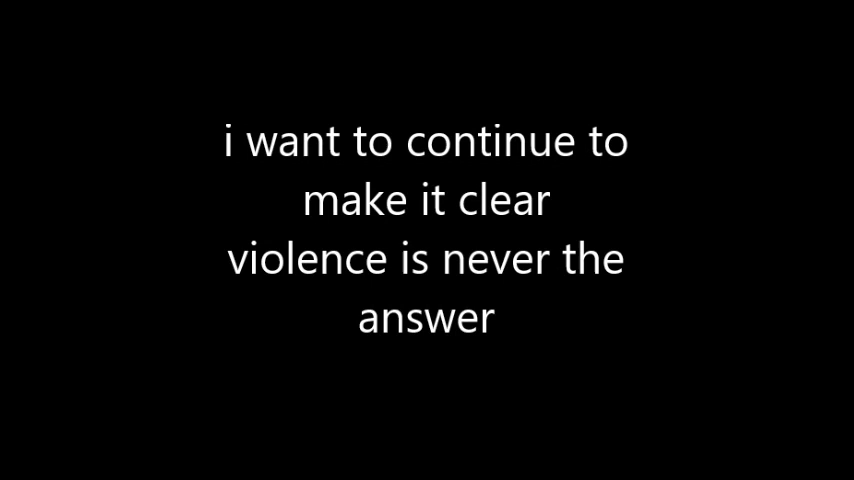 i want to continue to
make it clear
violence is never the
answer